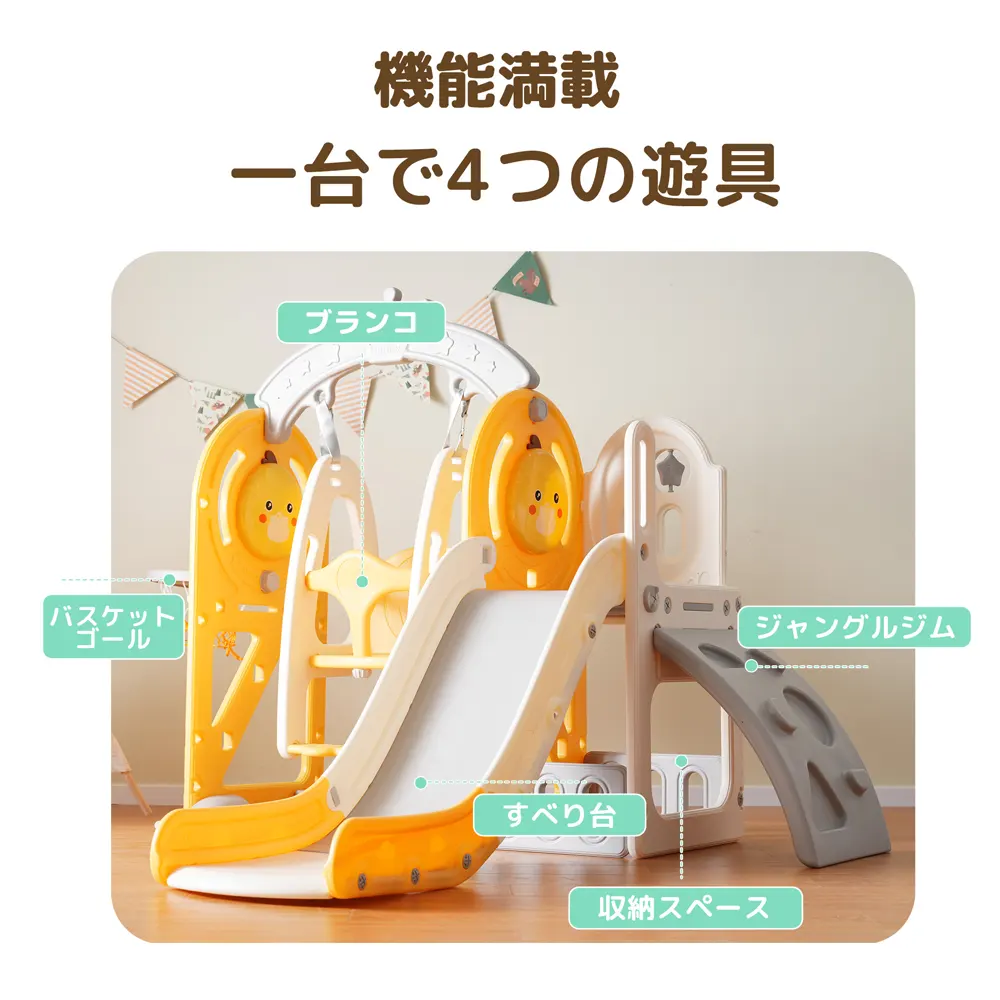 機能満載
一台で4つの遊具
ブランコ
バスケット
ゴール
ジャングルジム
すべり台
収納スペース